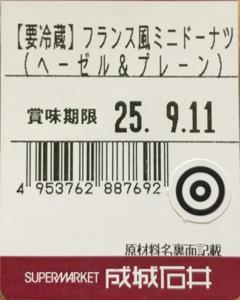 【要冷蔵】フランス風ミニドーナツ
(ヘーゼル&プレーン)
賞味期限 25. 9.11
4 953762 887692
原材料名裏面記載
SUPERMARKET 成城石井